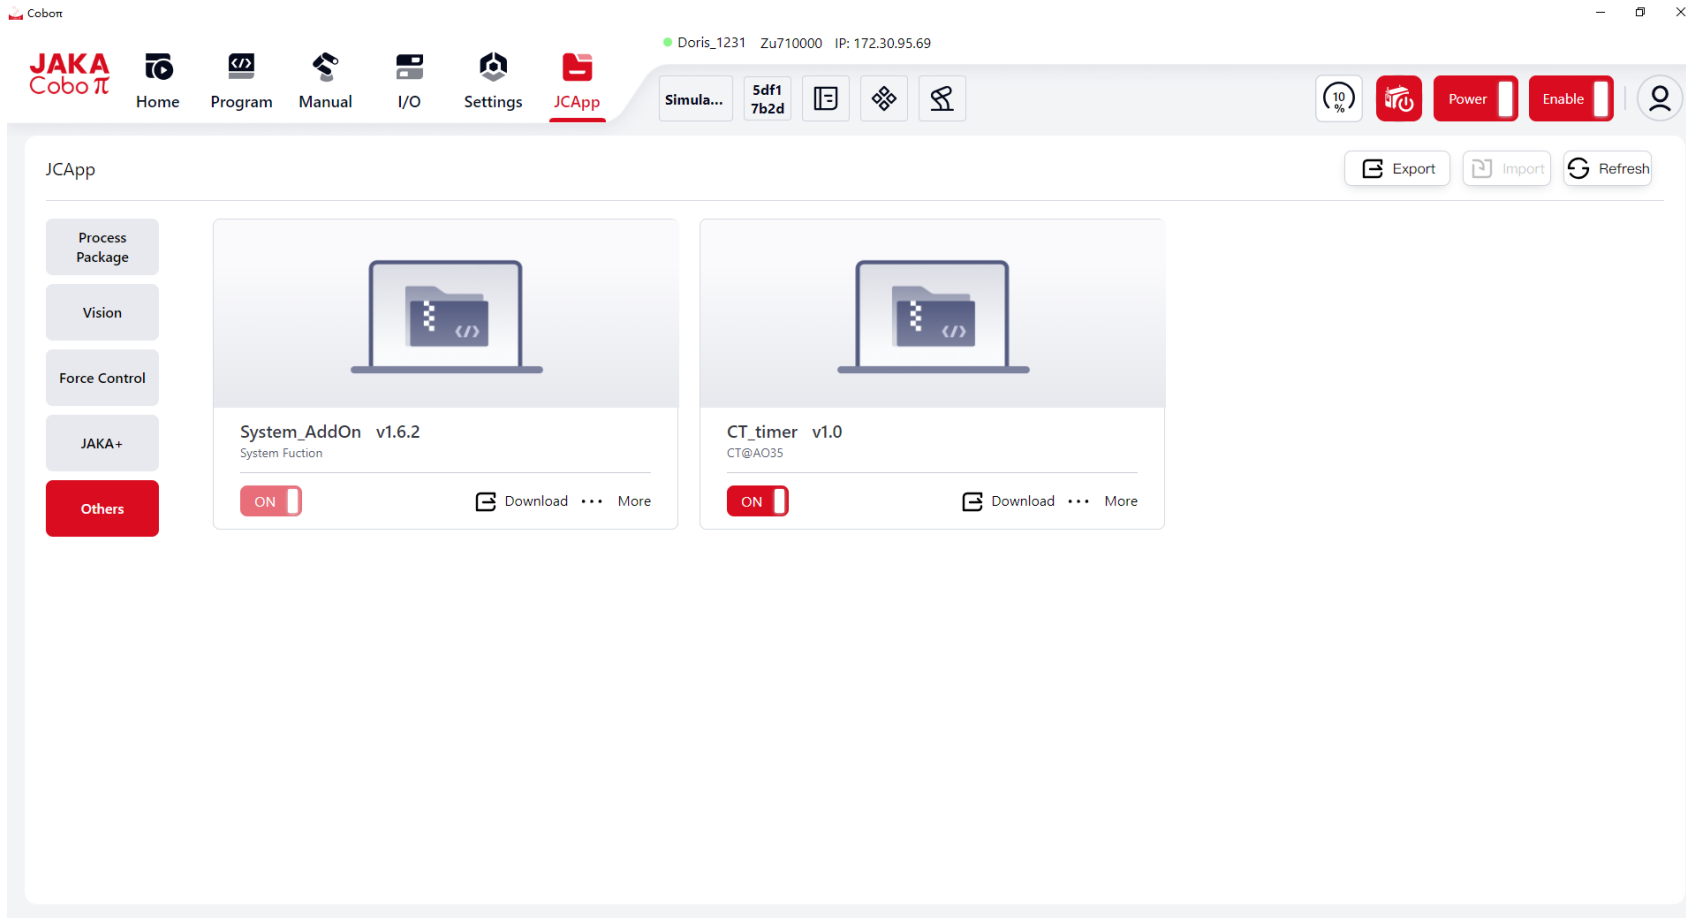 Coboπ
Doris_1231 Zu710000 IP: 172.30.95.69
JAKA
Cobo π
Home
Program
Manual
I/O
Settings
JCApp
Simula...
5df1
7b2d
10
%
Power
Enable
JCApp
Export
Import
Refresh
Process
Package
Vision
Force Control
JAKA+
Others
System_AddOn v1.6.2
System Fuction
ON
Download
··· More
CT_timer v1.0
CT@AO35
ON
Download
··· More